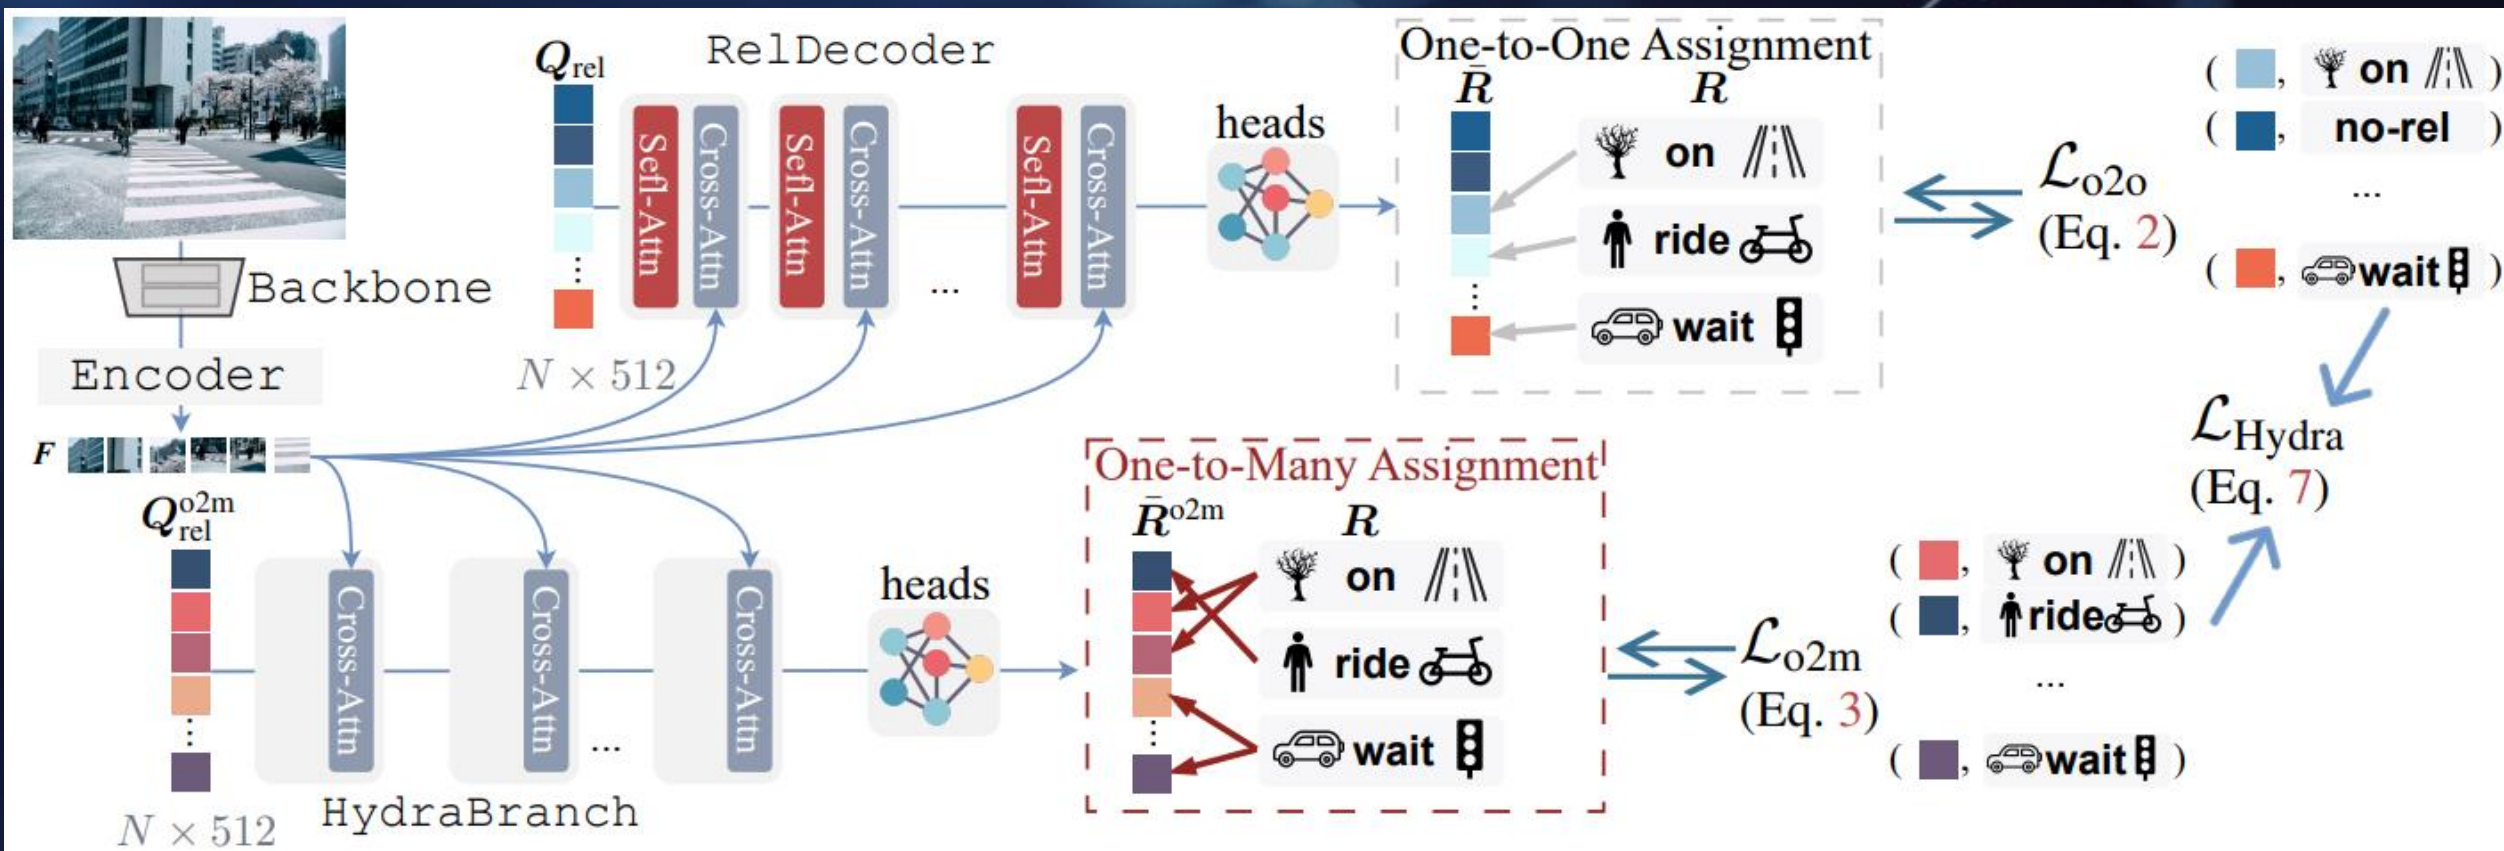 Backbone
Encoder
F
Q_rel
RelDecoder
Sefl-Attn
Cross-Attn
Sefl-Attn
Cross-Attn
...
Sefl-Attn
Cross-Attn
N × 512
heads
One-to-One Assignment
R̄ R
on
ride
wait
ℒ_o2o
(Eq. 2)
( , on )
( , no-rel )
...
( , wait )
ℒ_Hydra
(Eq. 7)
Q_rel^o2m
Cross-Attn
Cross-Attn
...
Cross-Attn
HydraBranch
N × 512
heads
One-to-Many Assignment
R̄^o2m R
on
ride
wait
ℒ_o2m
(Eq. 3)
( , on )
( , ride )
...
( , wait )